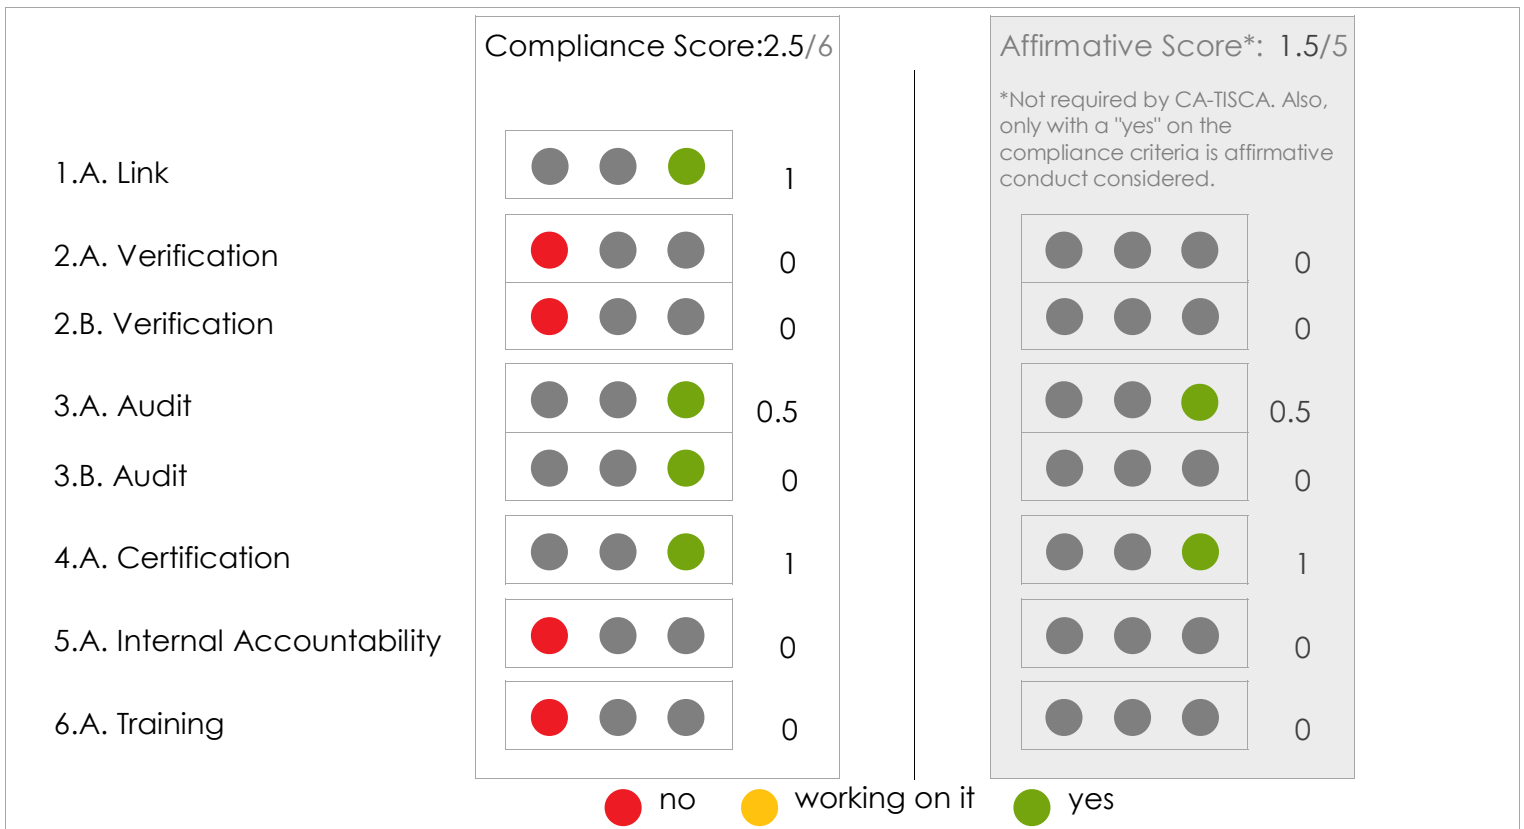 Compliance Score:2.5/6
Affirmative Score*: 1.5/5
*Not required by CA-TISCA. Also,
only with a "yes" on the
compliance criteria is affirmative
conduct considered.
1.A. Link 1
2.A. Verification 0 0
2.B. Verification 0 0
3.A. Audit 0.5 0.5
3.B. Audit 0 0
4.A. Certification 1 1
5.A. Internal Accountability 0 0
6.A. Training 0 0
no working on it yes